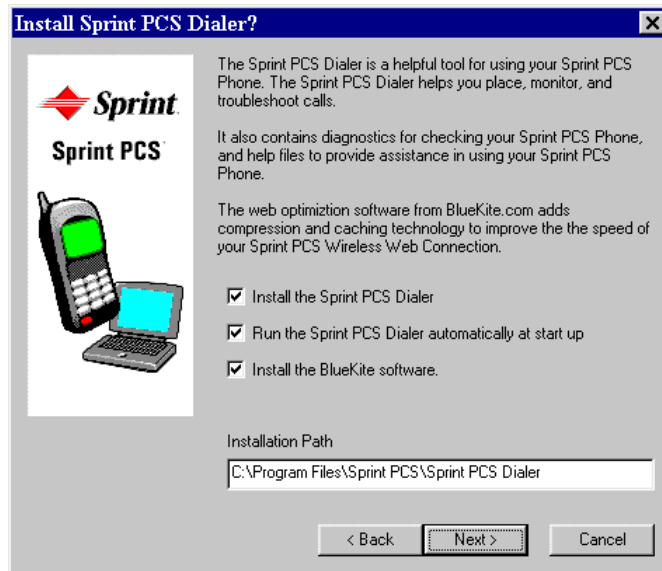 Install Sprint PCS Dialer?
Sprint
Sprint PCS
The Sprint PCS Dialer is a helpful tool for using your Sprint PCS
Phone. The Sprint PCS Dialer helps you place, monitor, and
troubleshoot calls.
It also contains diagnostics for checking your Sprint PCS Phone,
and help files to provide assistance in using your Sprint PCS
Phone.
The web optimiztion software from BlueKite.com adds
compression and caching technology to improve the the speed of
your Sprint PCS Wireless Web Connection.
Install the Sprint PCS Dialer
Run the Sprint PCS Dialer automatically at start up
Install the BlueKite software.
Installation Path
C:\Program Files\Sprint PCS\Sprint PCS Dialer
< Back
Next >
Cancel